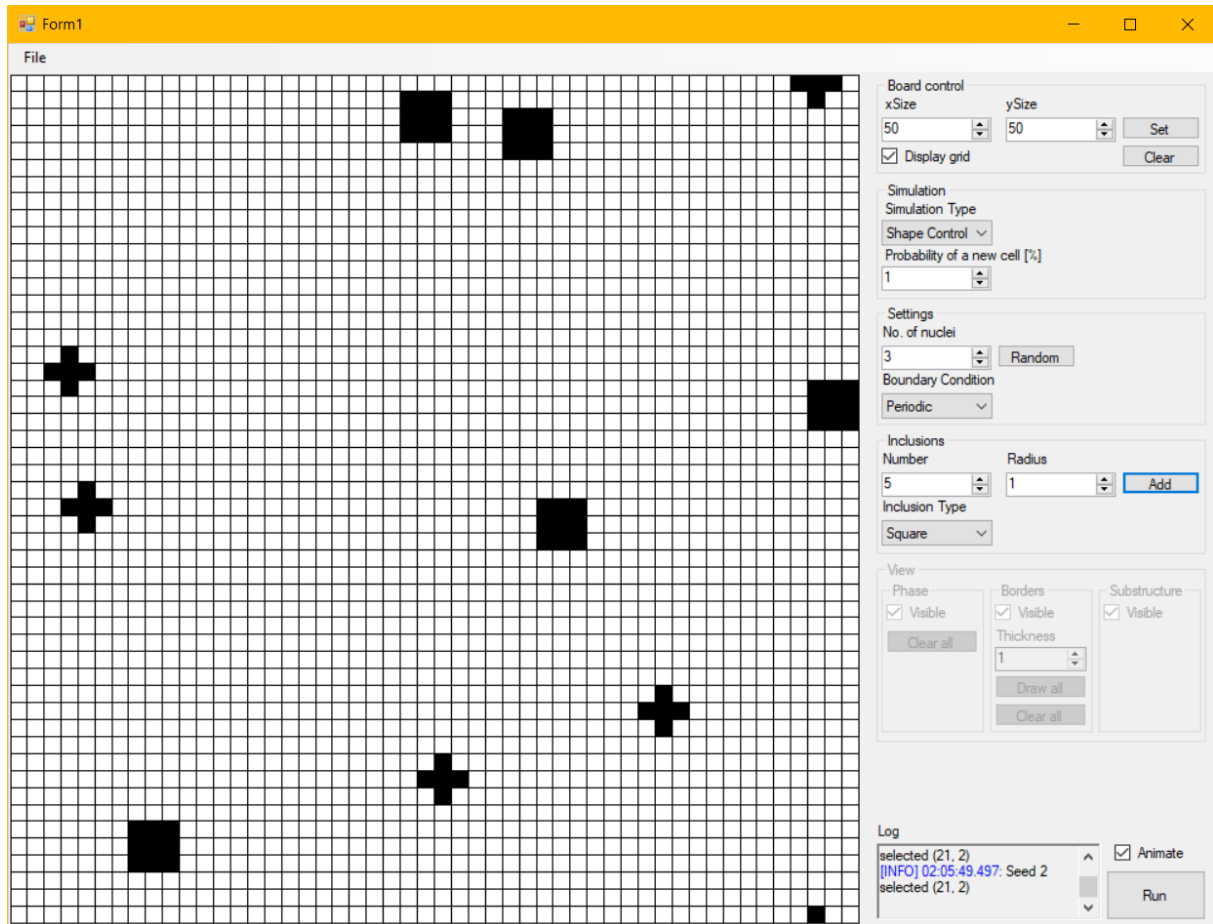 Form1
File
Board control
xSize ySize
50 50 Set
Display grid Clear
Simulation
Simulation Type
Shape Control
Probability of a new cell [%]
1
Settings
No. of nuclei
3 Random
Boundary Condition
Periodic
Inclusions
Number Radius
5 1 Add
Inclusion Type
Square
View
Phase Borders Substructure
Visible Visible Visible
Clear all Thickness
1
Draw all
Clear all
Log
selected (21, 2)
[INFO] 02:05:49.497: Seed 2
selected (21, 2)
Animate
Run